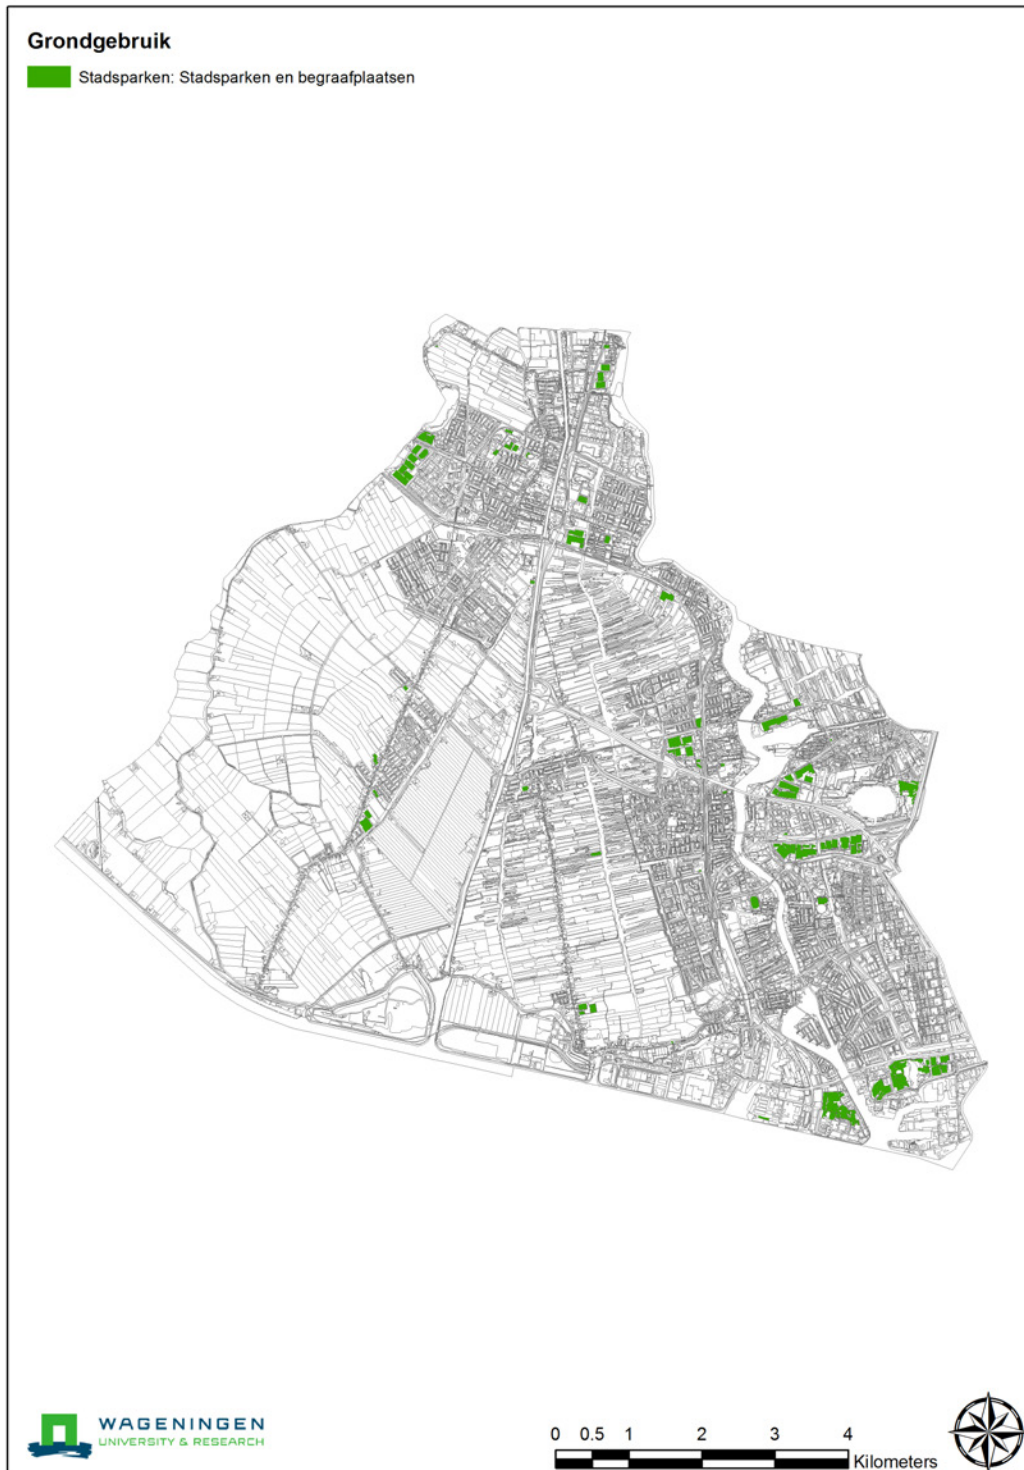 Grondgebruik
Stadsparken: Stadsparken en begraafplaatsen
WAGENINGEN
UNIVERSITY & RESEARCH
0 0.5 1 2 3 4
Kilometers